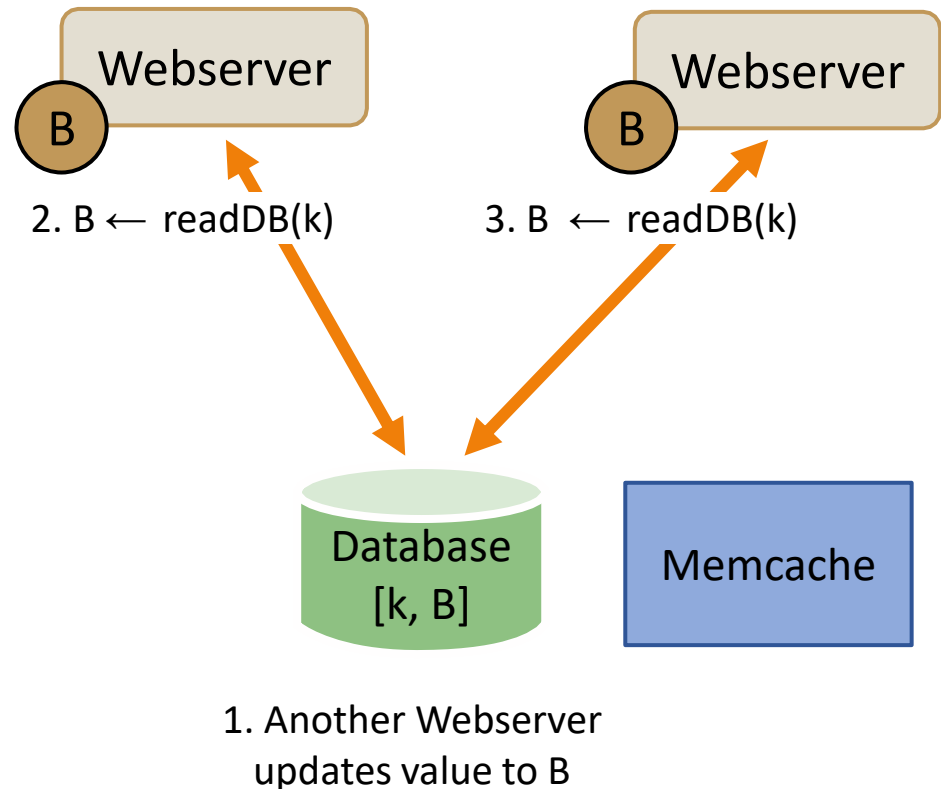 Webserver
Webserver
B
B
2. B ← readDB(k)
3. B ← readDB(k)
Database
[k, B]
Memcache
1. Another Webserver
updates value to B